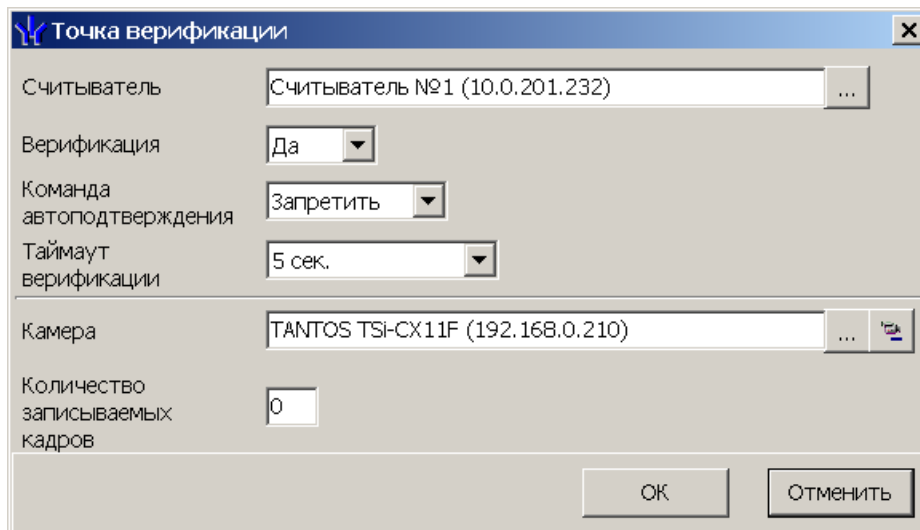 Точка верификации
Считыватель Считыватель №1 (10.0.201.232) ...
Верификация Да
Команда
автоподтверждения Запретить
Таймаут
верификации 5 сек.
Камера TANTOS TSi-CX11F (192.168.0.210) ...
Количество
записываемых 0
кадров
ОК Отменить